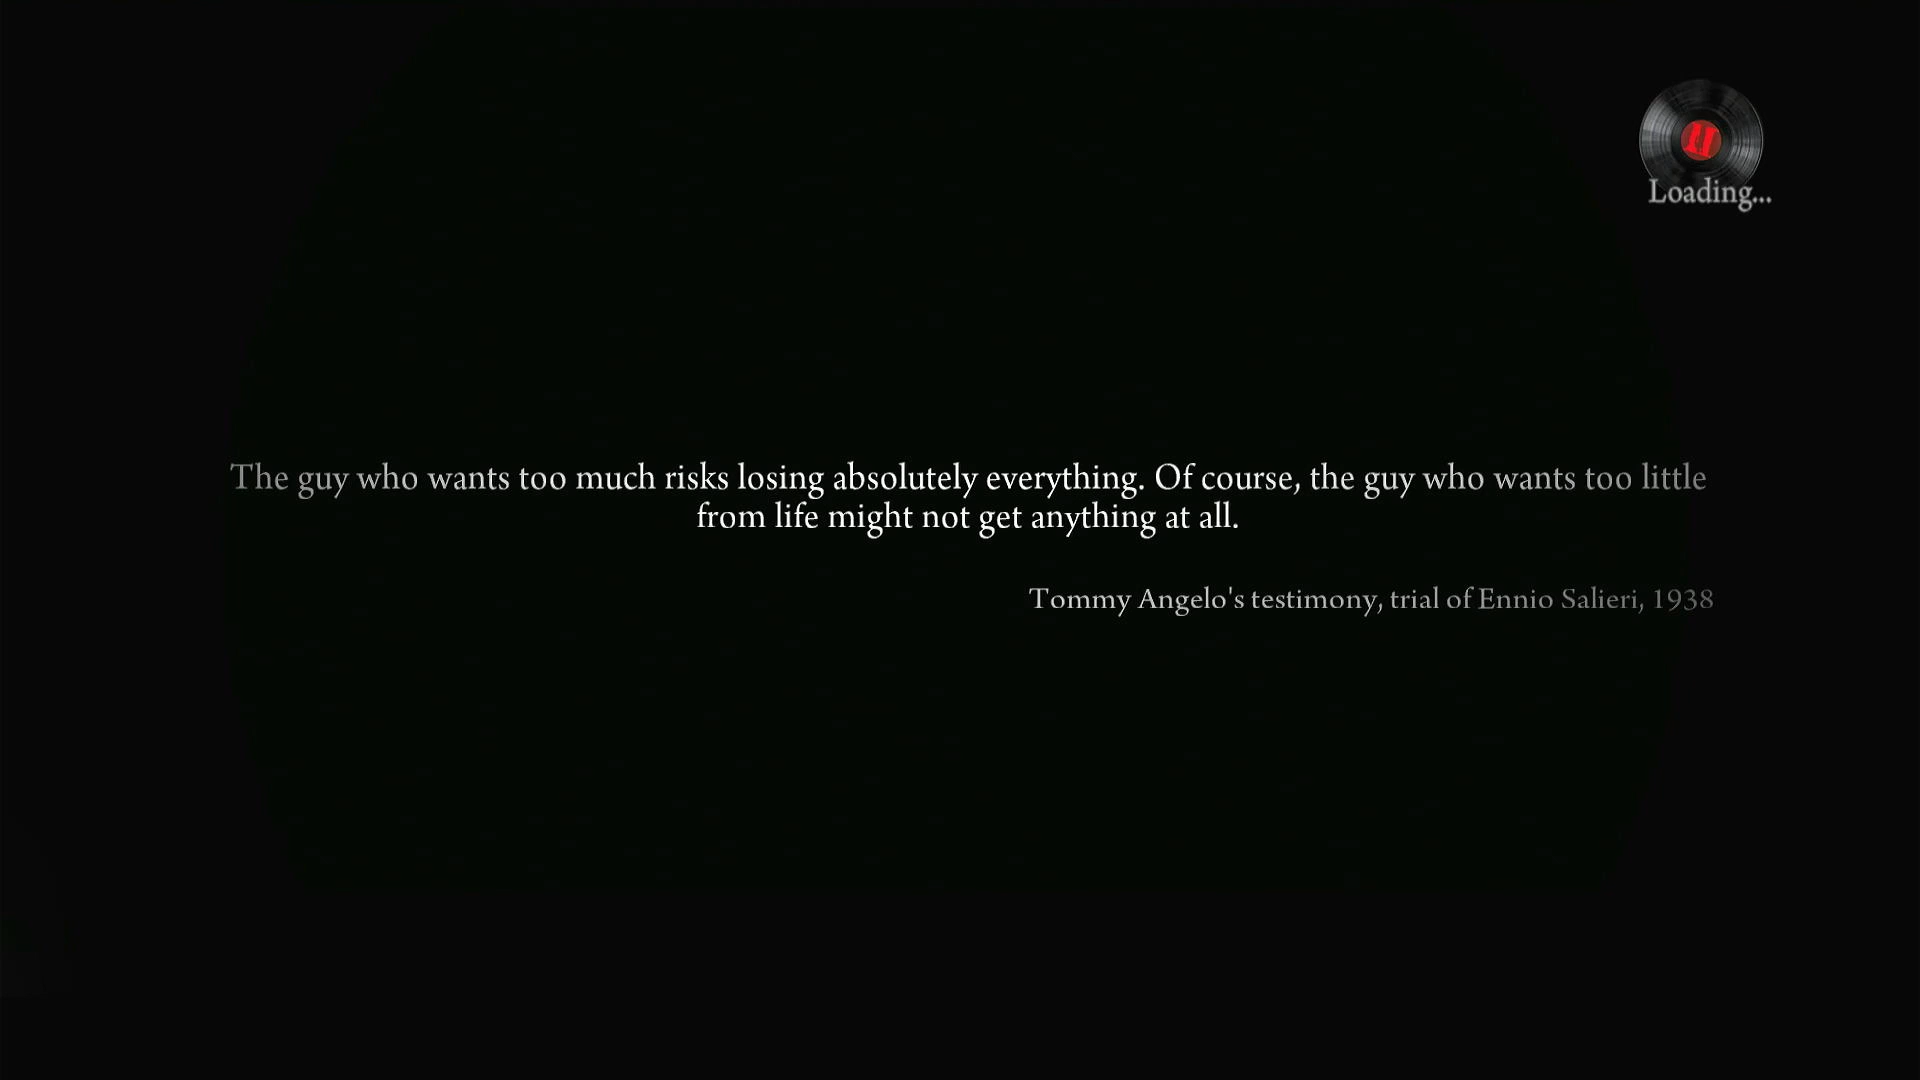 Loading...
The guy who wants too much risks losing absolutely everything. Of course, the guy who wants too little
from life might not get anything at all.
Tommy Angelo's testimony, trial of Ennio Salieri, 1938